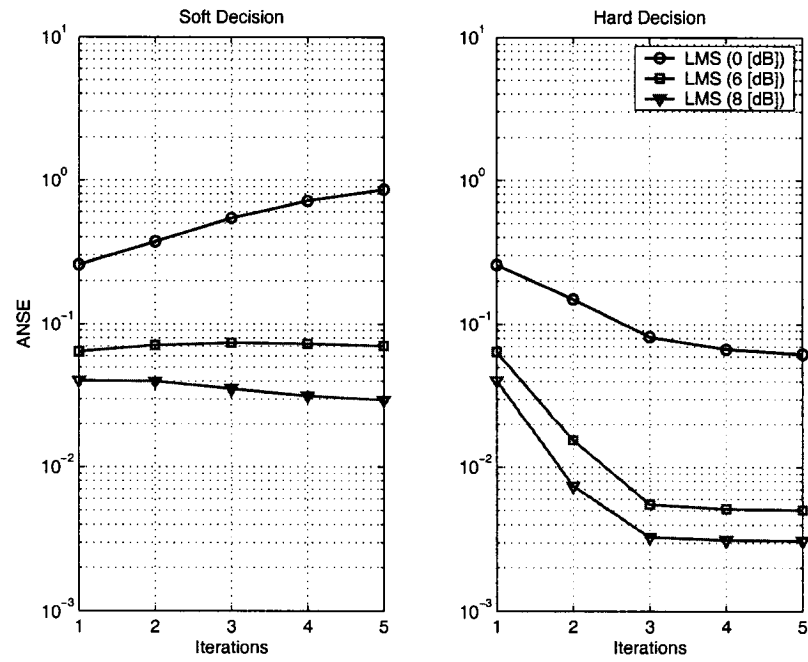 Soft Decision
Hard Decision
LMS (0 [dB])
LMS (6 [dB])
LMS (8 [dB])
ANSE
10^1
10^0
10^-1
10^-2
10^-3
1 2 3 4 5
Iterations
10^1
10^0
10^-1
10^-2
10^-3
1 2 3 4 5
Iterations